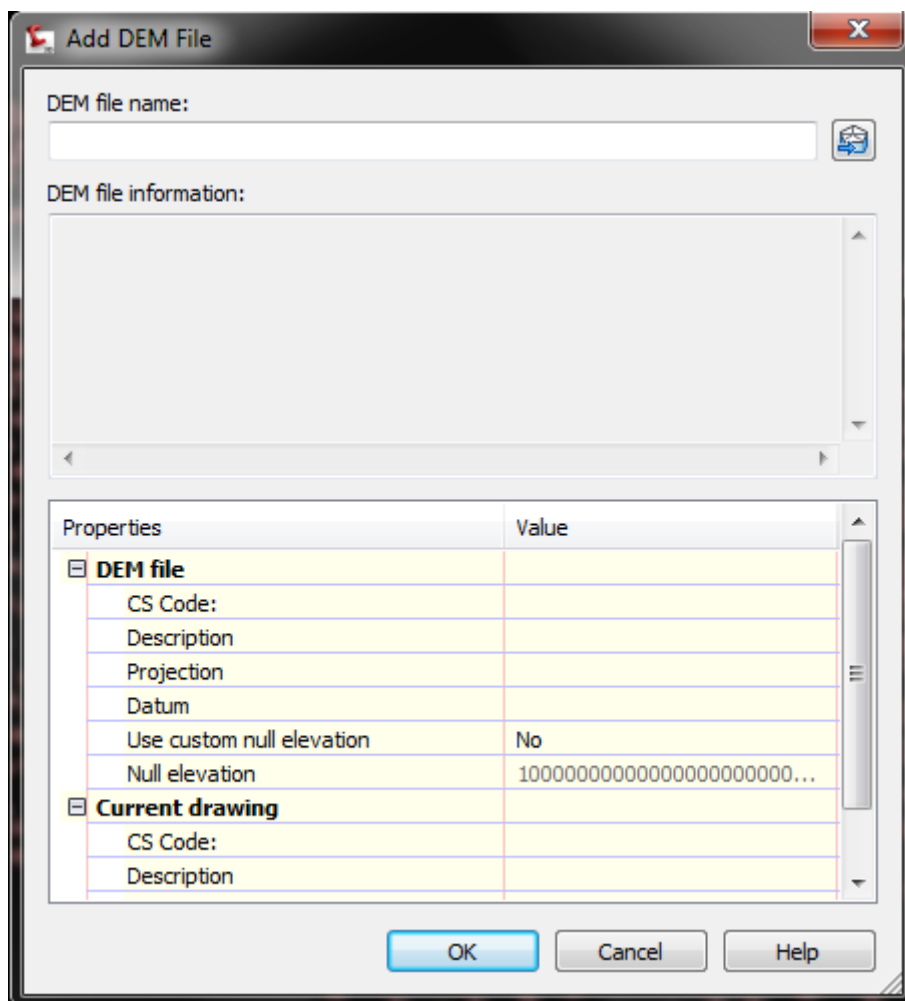 Add DEM File
DEM file name:
DEM file information:
Properties Value
DEM file
CS Code:
Description
Projection
Datum
Use custom null elevation No
Null elevation 10000000000000000000000...
Current drawing
CS Code:
Description
OK Cancel Help